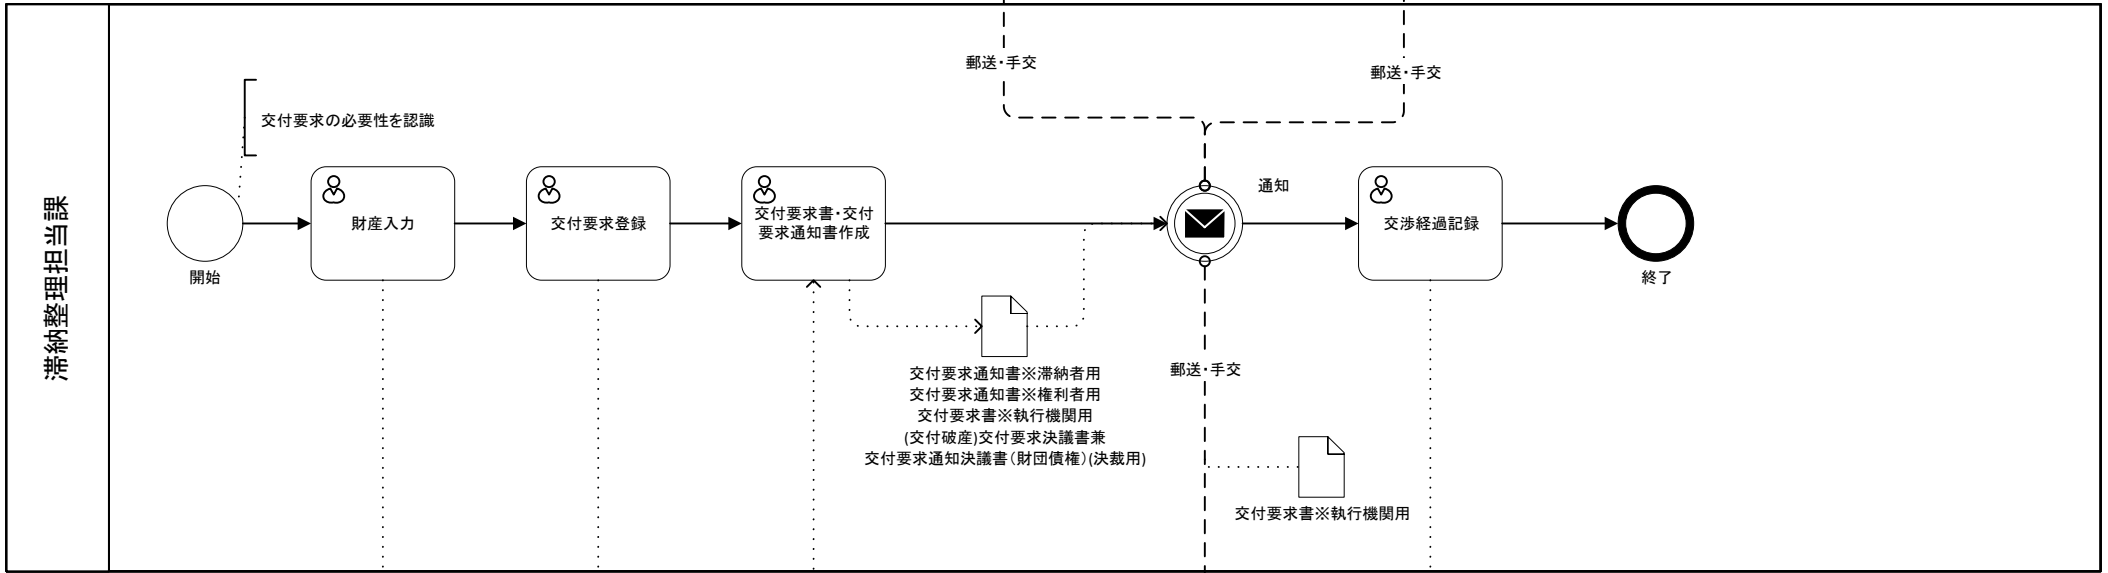 滞納整理担当課
郵送・手交
郵送・手交
交付要求の必要性を認識
開始
財産入力
交付要求登録
交付要求書・交付
要求通知書作成
通知
交渉経過記録
終了
交付要求通知書※滞納者用
交付要求通知書※権利者用
交付要求書※執行機関用
(交付破産)交付要求決議書兼
交付要求通知決議書（財団債権）(決裁用)
郵送・手交
交付要求書※執行機関用